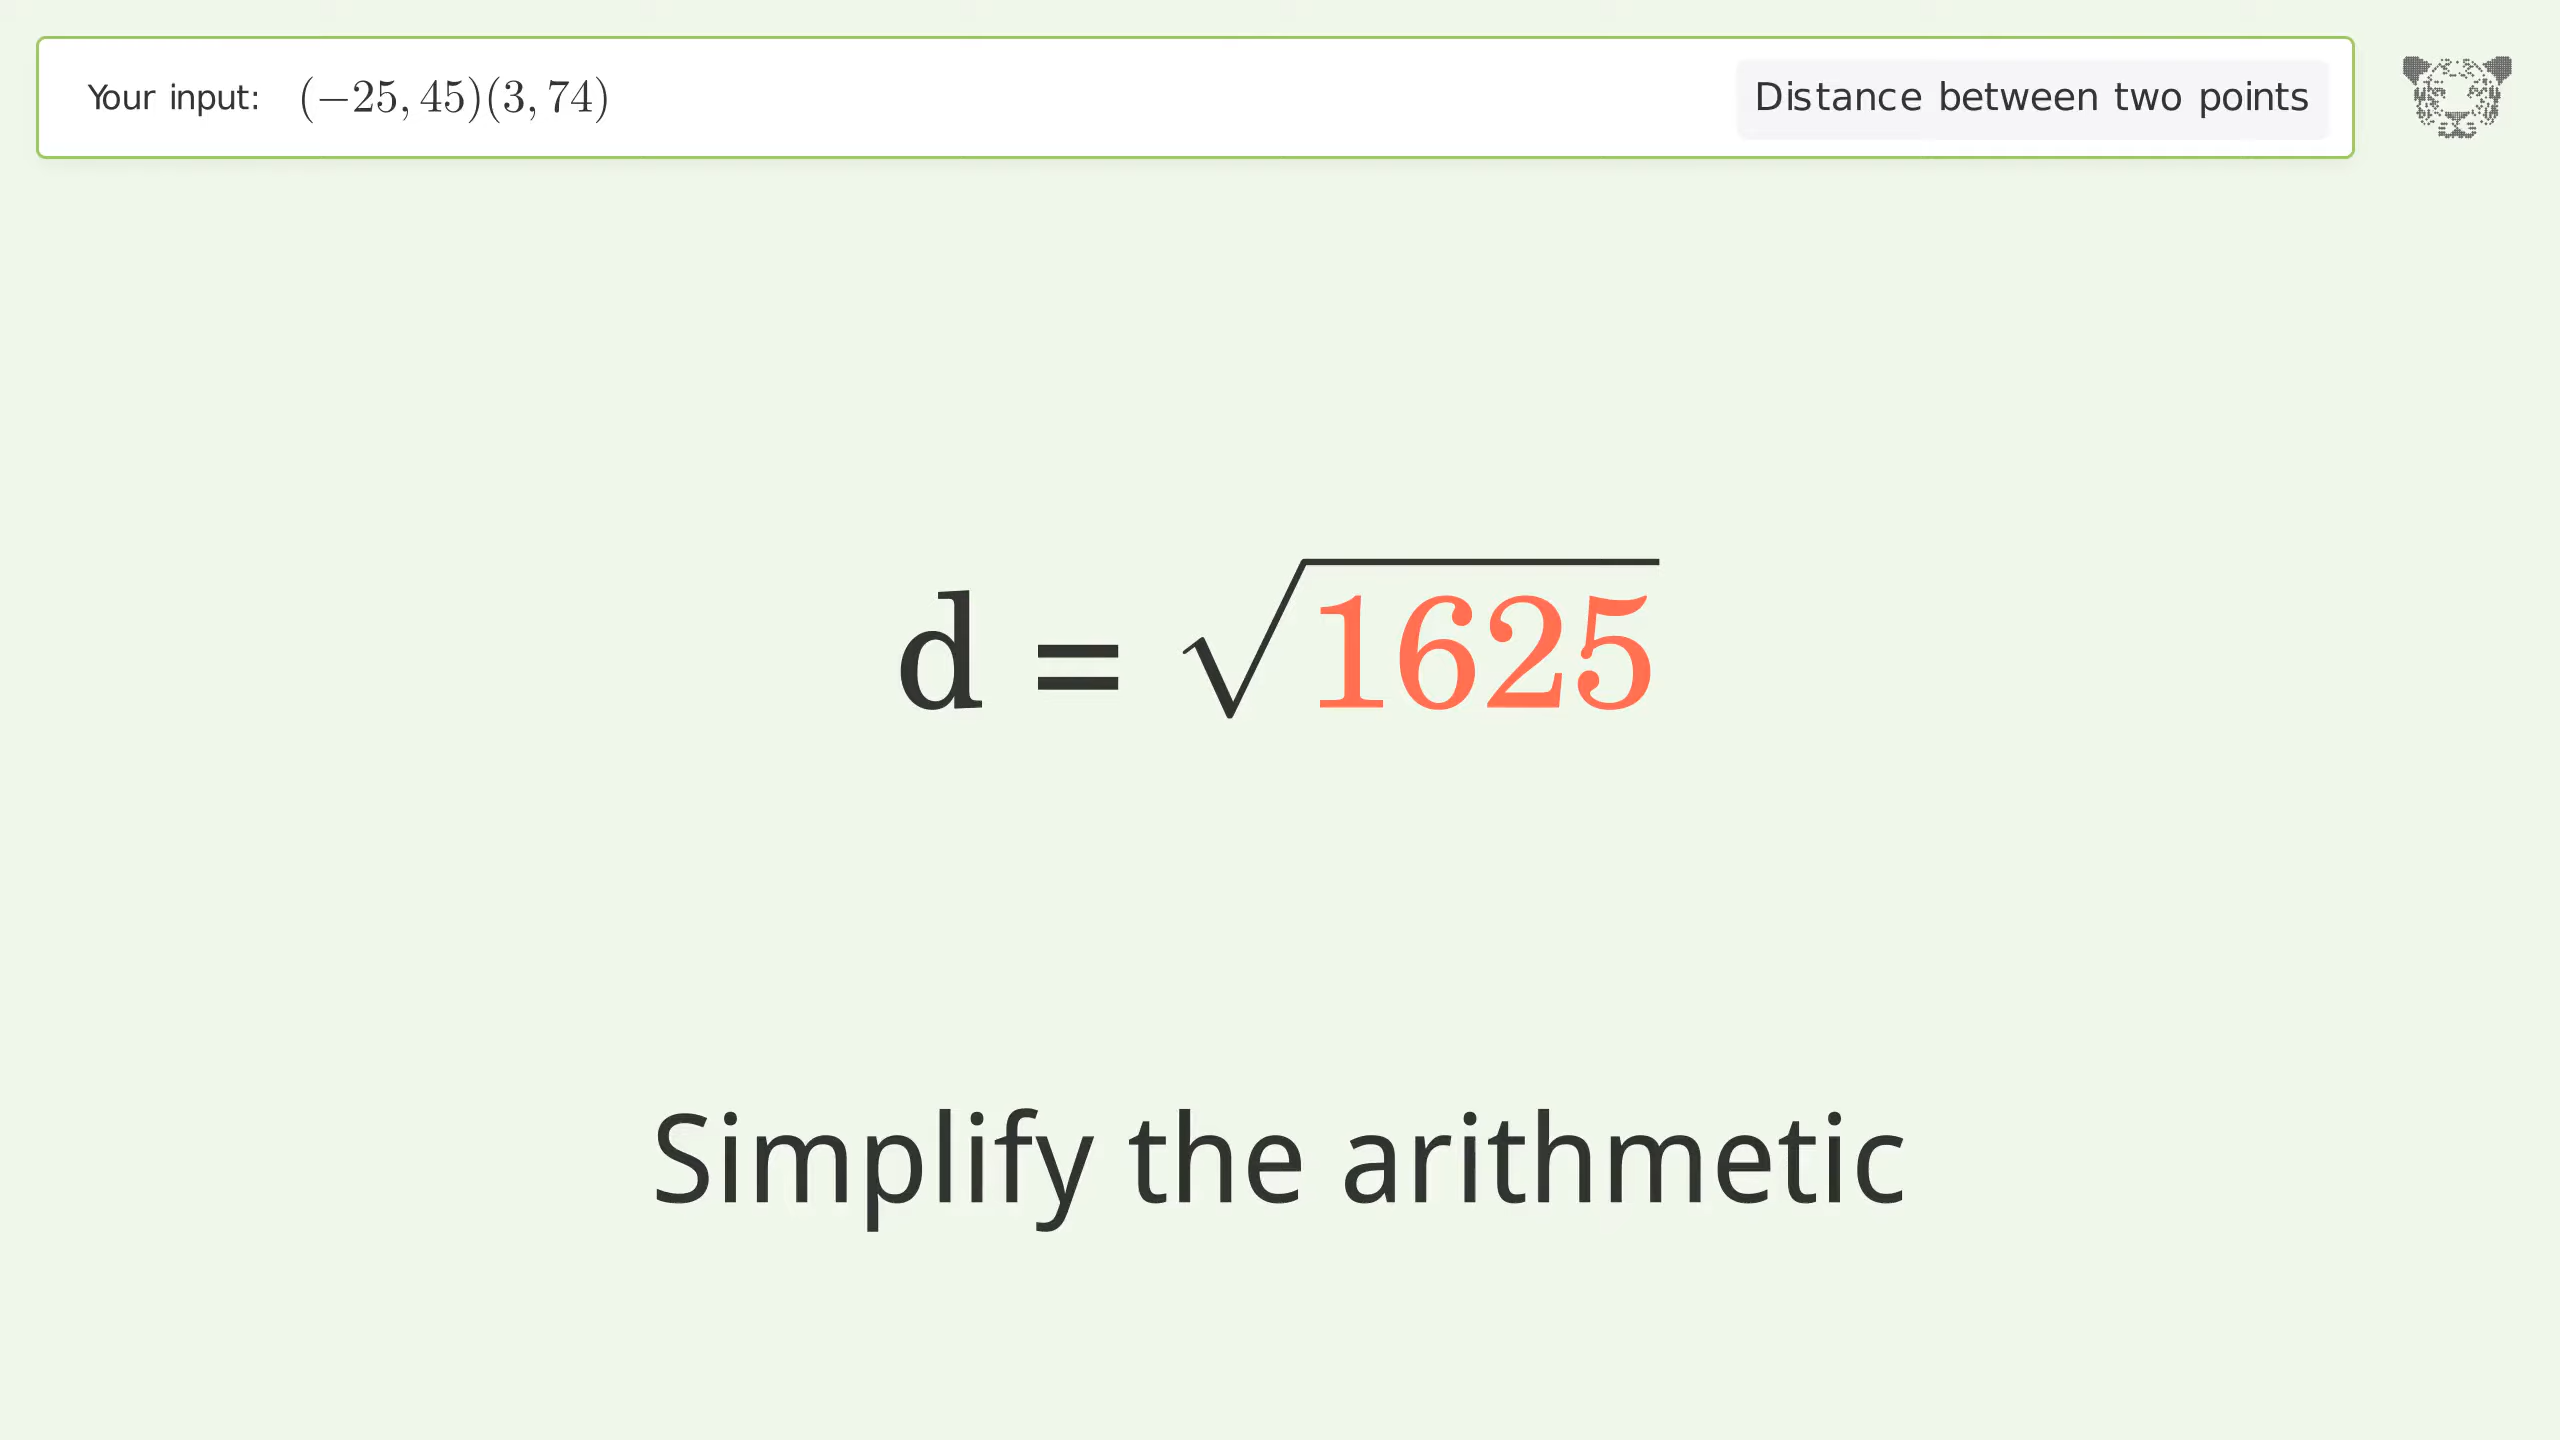 Your input: (−25, 45)(3, 74)
Distance between two points
d = √1625
Simplify the arithmetic